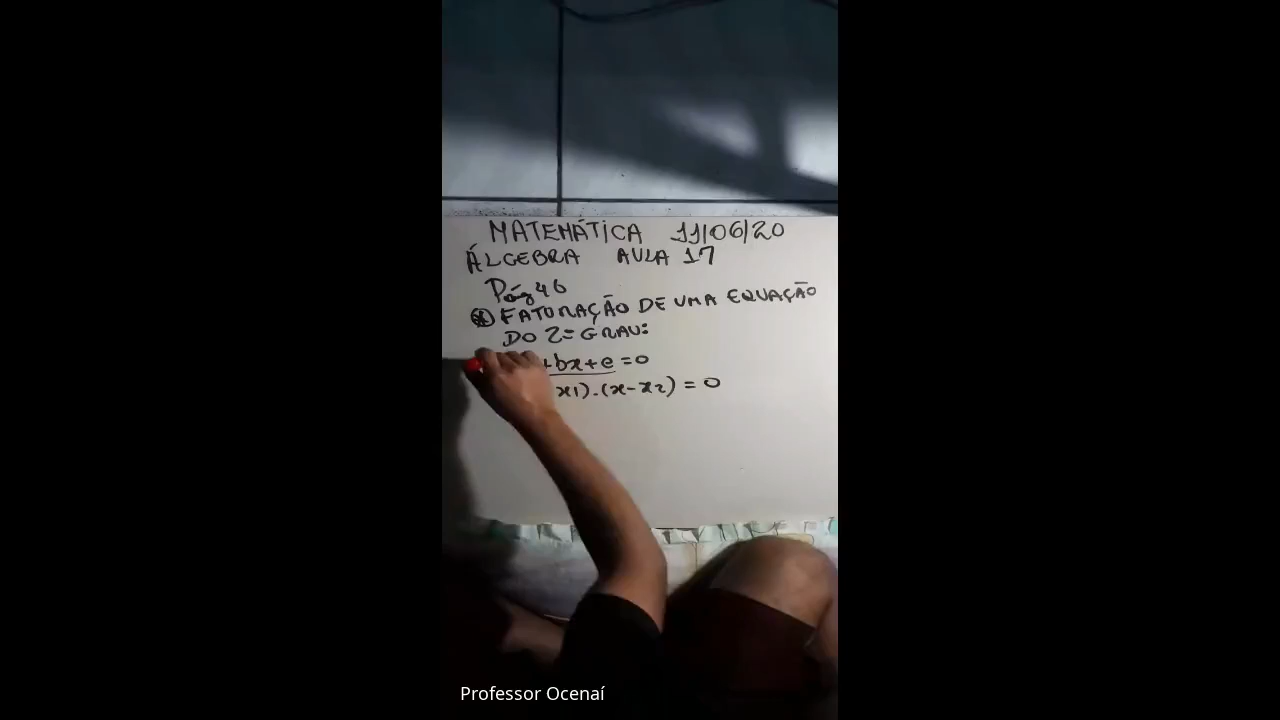 MATEMÁTICA 11/06/20
ÁLGEBRA AULA 17
Pág 46
* FATORAÇÃO DE UMA EQUAÇÃO
DO 2º GRAU:
+bx+c=0
x1).(x-x2)=0
Professor Ocenaí